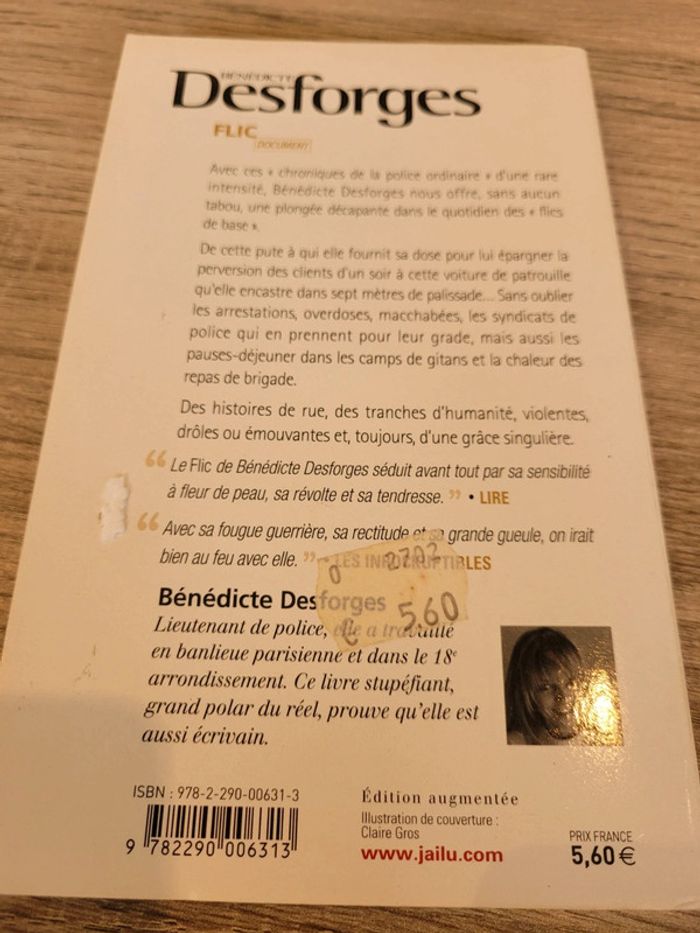 BÉNÉDICTE
Desforges
FLIC
DOCUMENT
Avec ces « chroniques de la police ordinaire » d'une rare
intensité, Bénédicte Desforges nous offre, sans aucun
tabou, une plongée décapante dans le quotidien des « flics
de base ».
De cette pute à qui elle fournit sa dose pour lui épargner la
perversion des clients d'un soir à cette voiture de patrouille
qu'elle encastre dans sept mètres de palissade... Sans oublier
les arrestations, overdoses, macchabées, les syndicats de
police qui en prennent pour leur grade, mais aussi les
pauses-déjeuner dans les camps de gitans et la chaleur des
repas de brigade.
Des histoires de rue, des tranches d'humanité, violentes,
drôles ou émouvantes et, toujours, d'une grâce singulière.
“ Le Flic de Bénédicte Desforges séduit avant tout par sa sensibilité
à fleur de peau, sa révolte et sa tendresse. ” • LIRE
“ Avec sa fougue guerrière, sa rectitude et sa grande gueule, on irait
bien au feu avec elle. ” • LES INROCKUPTIBLES
0 2702
5,60 €
Bénédicte Desforges
Lieutenant de police, elle a travaillé
en banlieue parisienne et dans le 18e
arrondissement. Ce livre stupéfiant,
grand polar du réel, prouve qu'elle est
aussi écrivain.
ISBN : 978-2-290-00631-3
9 782290 006313
Édition augmentée
Illustration de couverture :
Claire Gros
www.jailu.com
PRIX FRANCE
5,60 €